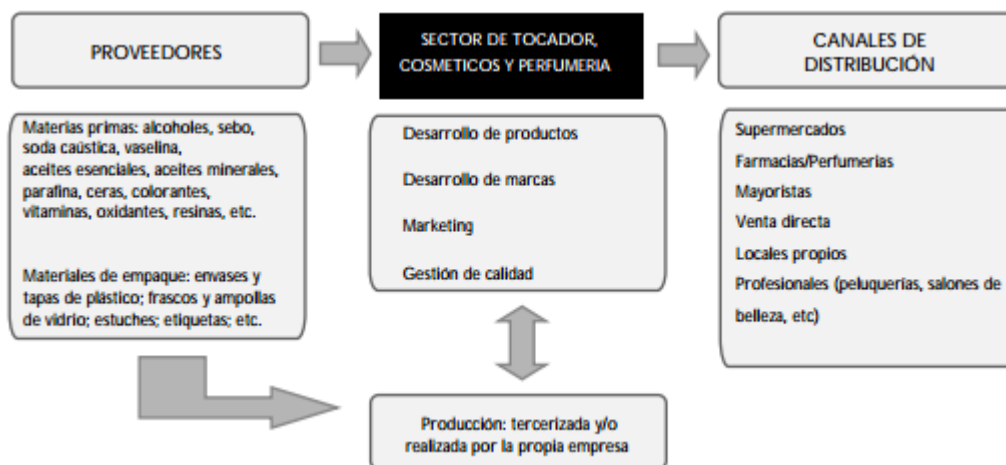 PROVEEDORES
SECTOR DE TOCADOR,
COSMETICOS Y PERFUMERIA
CANALES DE
DISTRIBUCIÓN
Materias primas: alcoholes, sebo,
soda caústica, vaselina,
aceites esenciales, aceites minerales,
parafina, ceras, colorantes,
vitaminas, oxidantes, resinas, etc.
Materiales de empaque: envases y
tapas de plástico; frascos y ampollas
de vidrio; estuches; etiquetas; etc.
Desarrollo de productos
Desarrollo de marcas
Marketing
Gestión de calidad
Supermercados
Farmacias/Perfumerías
Mayoristas
Venta directa
Locales propios
Profesionales (peluquerías, salones de
belleza, etc)
Producción: tercerizada y/o
realizada por la propia empresa